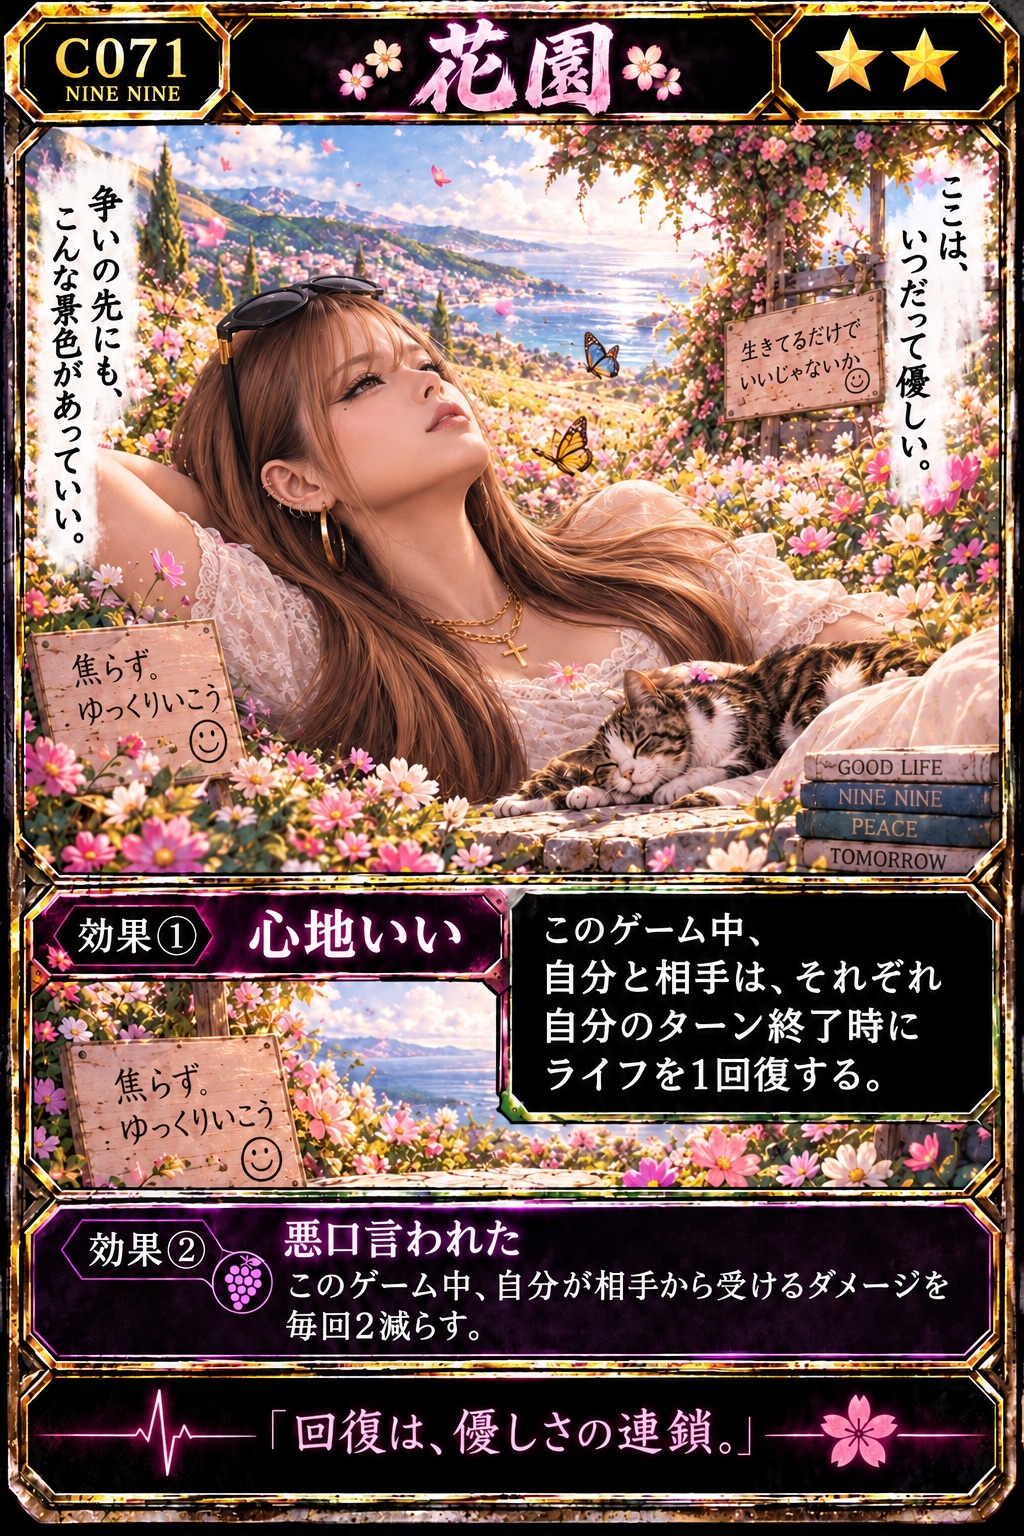 C071
NINE NINE
花園
ここは、
いつだって優しい。
争いの先にも、
こんな景色があっていい。
生きてるだけで
いいじゃないか
焦らず。
ゆっくりいこう
GOOD LIFE
NINE NINE
PEACE
TOMORROW
効果①
心地いい
このゲーム中、
自分と相手は、それぞれ
自分のターン終了時に
ライフを1回復する。
焦らず。
ゆっくりいこう
効果②
悪口言われた
このゲーム中、自分が相手から受けるダメージを
毎回2減らす。
「回復は、優しさの連鎖。」